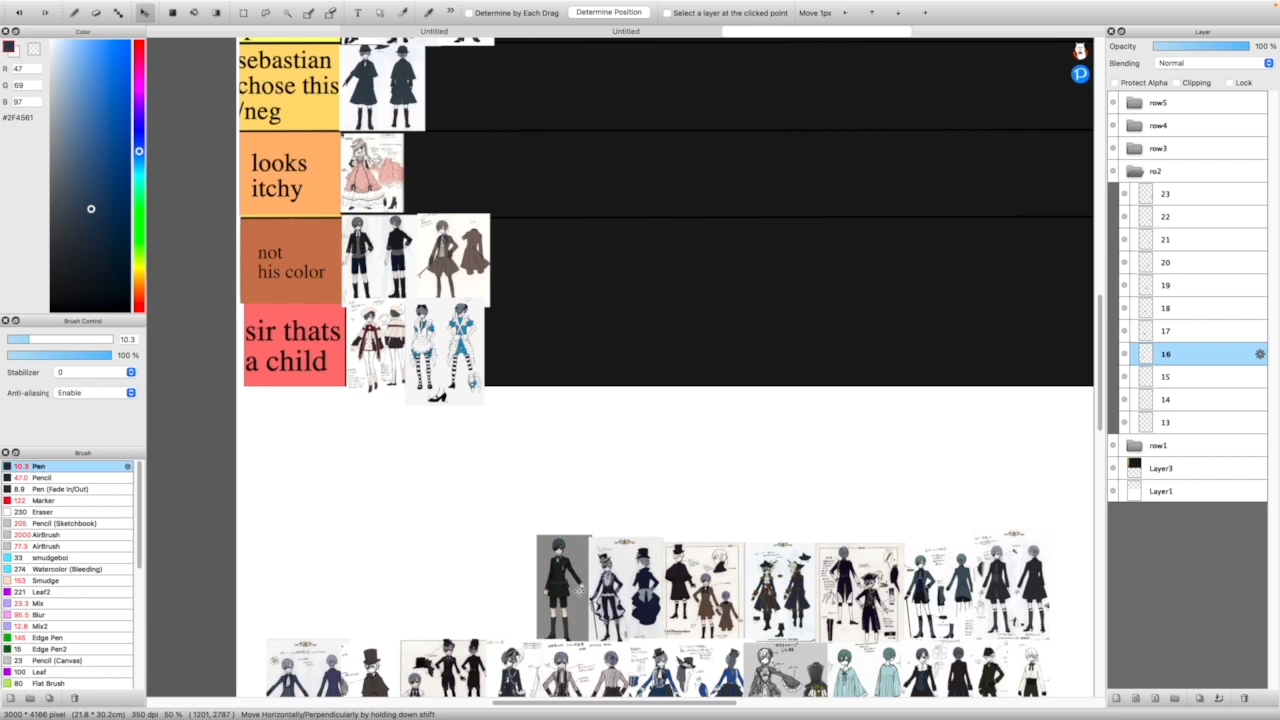 Determine by Each Drag
Determine Position
Select a layer at the clicked point
Move 1px
Color
Untitled
Untitled
Layer
R 47
G 69
B 97
#2F4561
Opacity 100 %
Blending Normal
Protect Alpha Clipping Lock
row5
row4
row3
ro2
23
22
21
20
19
18
17
16
15
14
13
row1
Layer3
Layer1
Brush Control
10.3
100 %
Stabilizer 0
Anti-aliasing Enable
Brush
10.3 Pen
47.0 Pencil
8.9 Pen (Fade In/Out)
122 Marker
230 Eraser
205 Pencil (Sketchbook)
2000 AirBrush
77.3 AirBrush
33 smudgeboi
274 Watercolor (Bleeding)
153 Smudge
221 Leaf2
23.3 Mix
95.5 Blur
12.8 Mix2
145 Edge Pen
15 Edge Pen2
23 Pencil (Canvas)
100 Leaf
80 Flat Brush
sebastian
chose this
/neg
looks
itchy
not
his color
sir thats
a child
3000 * 4166 pixel (21.8 * 30.2cm) 350 dpi 50 % ( 1201, 2787 ) Move Horizontally/Perpendicularly by holding down shift